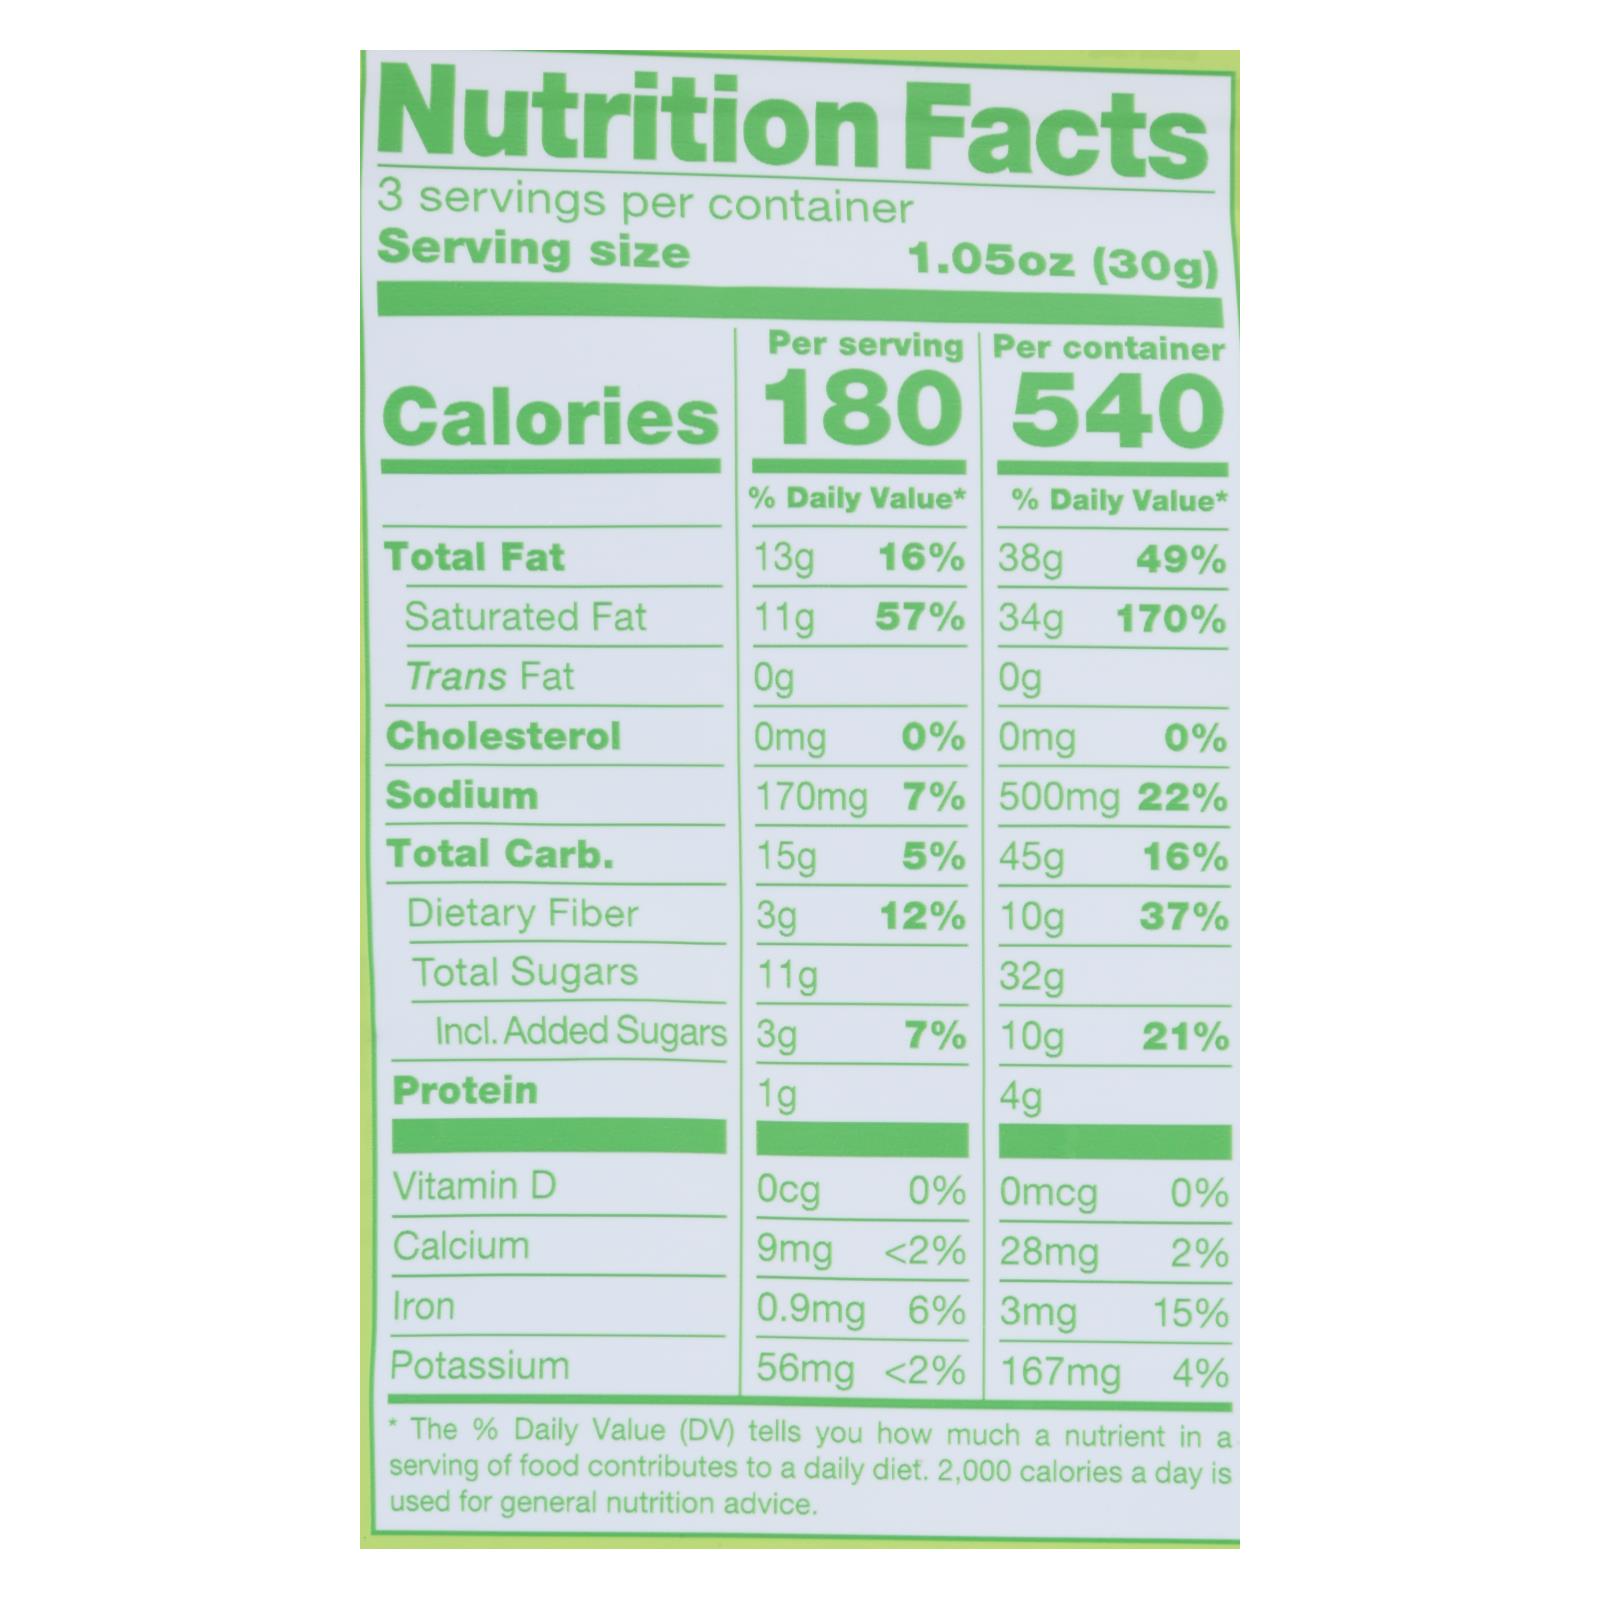 Nutrition Facts
3 servings per container
Serving size 1.05oz (30g)
Per serving Per container
Calories 180 540
% Daily Value* % Daily Value*
Total Fat 13g 16% 38g 49%
Saturated Fat 11g 57% 34g 170%
Trans Fat 0g 0g
Cholesterol 0mg 0% 0mg 0%
Sodium 170mg 7% 500mg 22%
Total Carb. 15g 5% 45g 16%
Dietary Fiber 3g 12% 10g 37%
Total Sugars 11g 32g
Incl. Added Sugars 3g 7% 10g 21%
Protein 1g 4g
Vitamin D 0cg 0% 0mcg 0%
Calcium 9mg <2% 28mg 2%
Iron 0.9mg 6% 3mg 15%
Potassium 56mg <2% 167mg 4%
* The % Daily Value (DV) tells you how much a nutrient in a
serving of food contributes to a daily diet. 2,000 calories a day is
used for general nutrition advice.